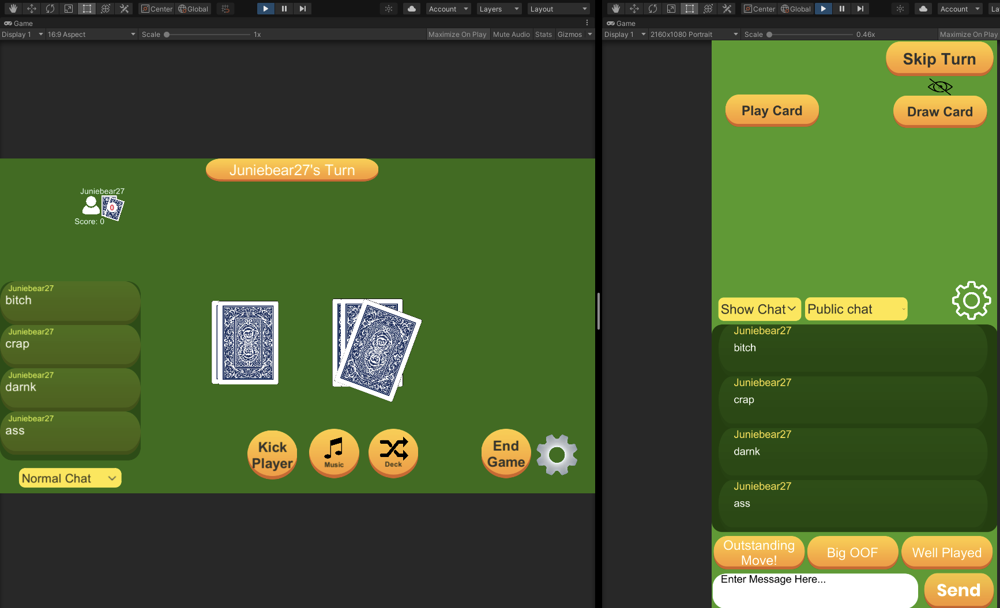 Center Global Account Layers Layout
Game
Display 1 16:9 Aspect Scale 1x Maximize On Play Mute Audio Stats Gizmos
Juniebear27's Turn
Juniebear27
0
Score: 0
Juniebear27
bitch
Juniebear27
crap
Juniebear27
darnk
Juniebear27
ass
Normal Chat
Kick
Player
Music
Deck
End
Game
Center Global Account La
Game
Display 1 2160x1080 Portrait Scale 0.46x Maximize On Play
Skip Turn
Play Card
Draw Card
Show Chat
Public chat
Juniebear27
bitch
Juniebear27
crap
Juniebear27
darnk
Juniebear27
ass
Outstanding
Move!
Big OOF
Well Played
Enter Message Here...
Send